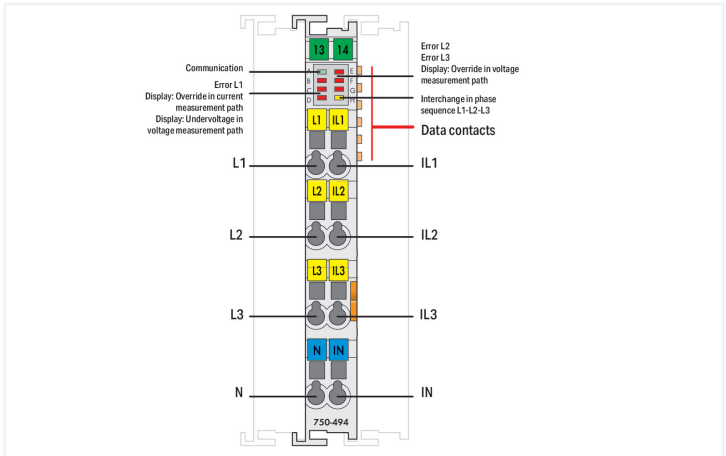 13 14
Communication
Error L1
Display: Override in current
measurement path
Display: Undervoltage in
voltage measurement path
Error L2
Error L3
Display: Override in voltage
measurement path
Interchange in phase
sequence L1-L2-L3
Data contacts
A E
B F
C G
D H
L1 IL1
L1 IL1
L2 IL2
L2 IL2
L3 IL3
L3 IL3
N IN
N IN
750-494